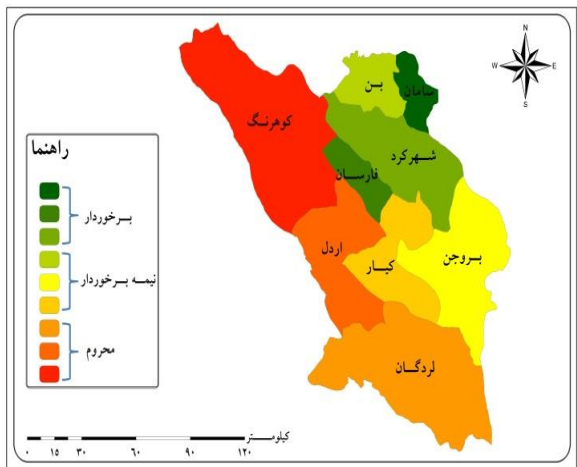 N
W E
S
بن
سامان
کوهرنگ
شهرکرد
فارسان
راهنما
برخوردار
نیمه برخوردار
محروم
اردل
کیار
بروجن
لردگان
کیلومتر
۰ ۱۵ ۳۰ ۶۰ ۹۰ ۱۲۰